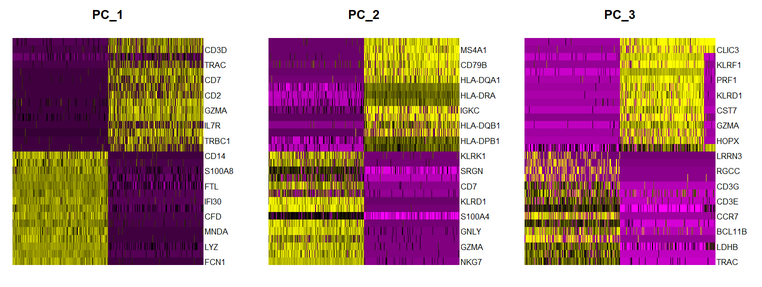 PC_1
CD3D
TRAC
CD7
CD2
GZMA
IL7R
TRBC1
CD14
S100A8
FTL
IFI30
CFD
MNDA
LYZ
FCN1
PC_2
MS4A1
CD79B
HLA-DQA1
HLA-DRA
IGKC
HLA-DQB1
HLA-DPB1
KLRK1
SRGN
CD7
KLRD1
S100A4
GNLY
GZMA
NKG7
PC_3
CLIC3
KLRF1
PRF1
KLRD1
CST7
GZMA
HOPX
LRRN3
RGCC
CD3G
CD3E
CCR7
BCL11B
LDHB
TRAC